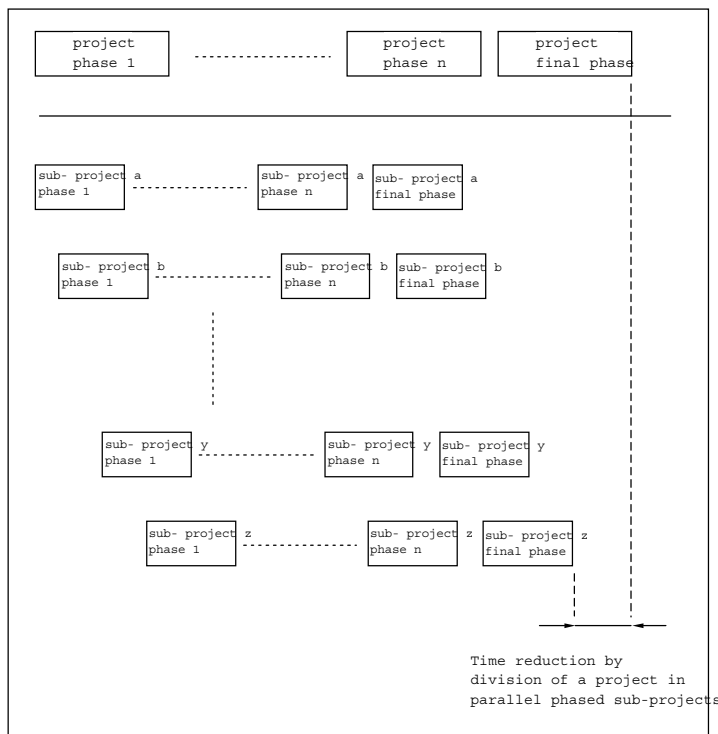 project
phase 1
project
phase n
project
final phase
sub- project a
phase 1
sub- project a
phase n
sub- project a
final phase
sub- project b
phase 1
sub- project b
phase n
sub- project b
final phase
sub- project y
phase 1
sub- project y
phase n
sub- project y
final phase
sub- project z
phase 1
sub- project z
phase n
sub- project z
final phase
Time reduction by
division of a project in
parallel phased sub-projects